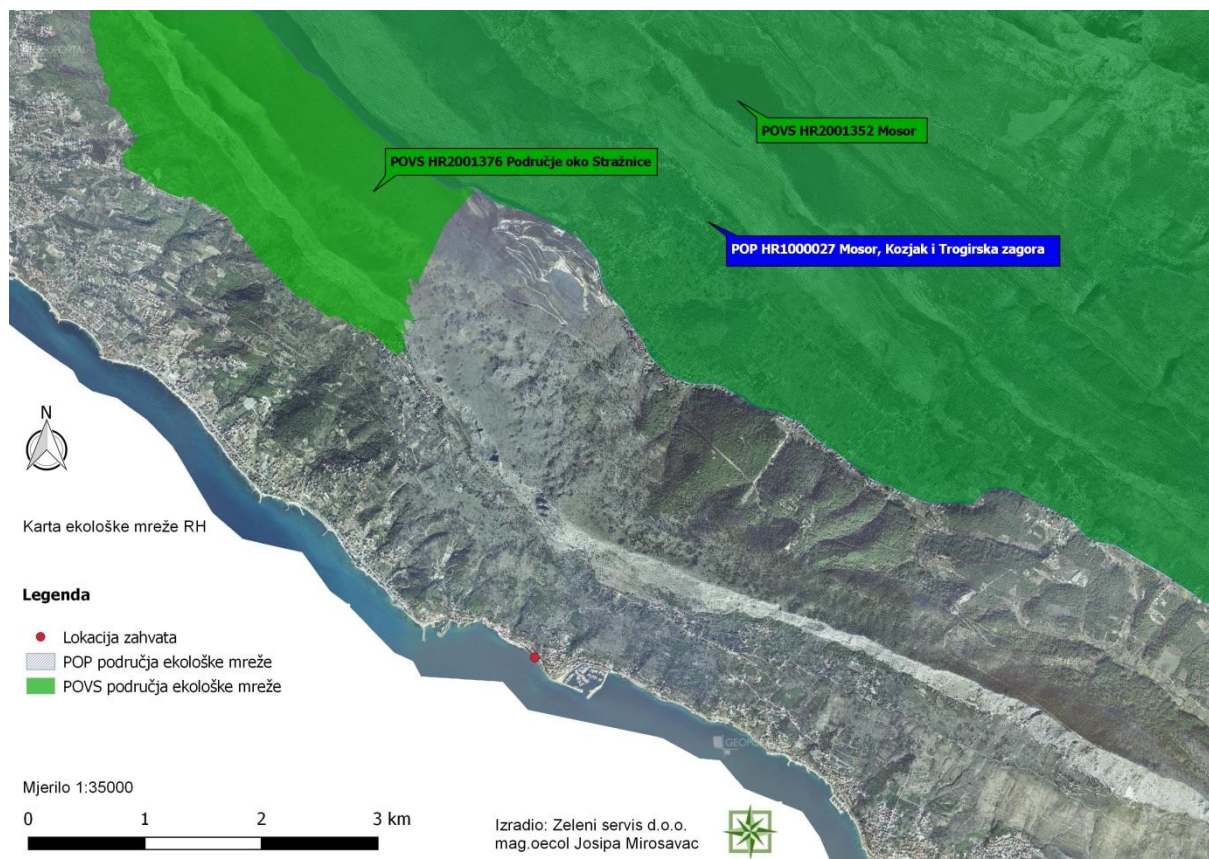 GEOPORTAL
POVS HR2001352 Mosor
POVS HR2001376 Područje oko Stražnice
POP HR1000027 Mosor, Kozjak i Trogirska zagora
N
Karta ekološke mreže RH
Legenda
Lokacija zahvata
POP područja ekološke mreže
POVS područja ekološke mreže
Mjerilo 1:35000
0 1 2 3 km
Izradio: Zeleni servis d.o.o.
mag.oecol Josipa Mirosavac